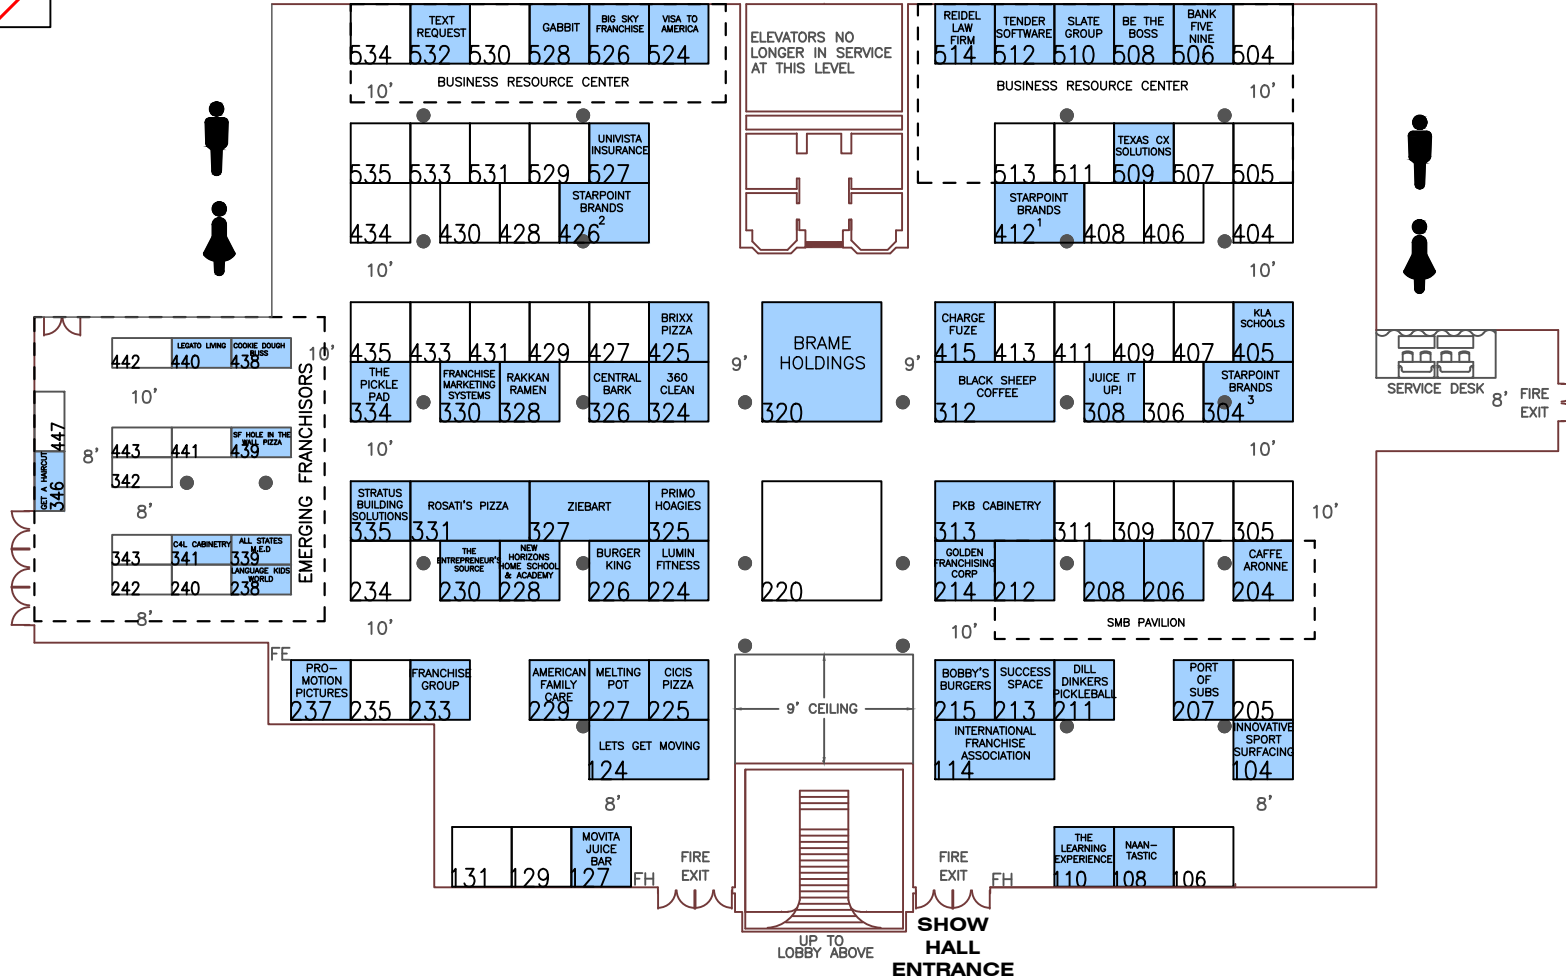 TEXT
REQUEST
GABBIT
BIG SKY
FRANCHISE
VISA TO
AMERICA
534
532
530
528
526
524
BUSINESS RESOURCE CENTER
10'
ELEVATORS NO
LONGER IN SERVICE
AT THIS LEVEL
REIDEL
LAW
FIRM
TENDER
SOFTWARE
SLATE
GROUP
BE THE
BOSS
BANK
FIVE
NINE
514
512
510
508
506
504
BUSINESS RESOURCE CENTER
10'
UNIVISTA
INSURANCE
535
533
531
529
527
STARPOINT
BRANDS
2
434
430
428
426
10'
TEXAS CX
SOLUTIONS
513
511
509
507
505
STARPOINT
BRANDS
1
412
408
406
404
10'
BRIXX
PIZZA
435
433
431
429
427
425
THE
PICKLE
PAD
FRANCHISE
MARKETING
SYSTEMS
RAKKAN
RAMEN
CENTRAL
BARK
360
CLEAN
334
330
328
326
324
10'
9'
BRAME
HOLDINGS
320
9'
CHARGE
FUZE
KLA
SCHOOLS
415
413
411
409
407
405
BLACK SHEEP
COFFEE
JUICE IT
UP!
STARPOINT
BRANDS
3
312
308
306
304
10'
SERVICE DESK
8'
FIRE
EXIT
LEGATO LIVING
COOKIE DOUGH
BLISS
442
440
438
10'
10'
447
GET A HAIRCUT
346
8'
SF HOLE IN THE
WALL PIZZA
443
441
439
342
8'
C4L CABINETRY
ALL STATES
M.E.D
343
341
339
LANGUAGE KIDS
WORLD
242
240
238
8'
EMERGING FRANCHISORS
STRATUS
BUILDING
SOLUTIONS
ROSATI'S PIZZA
ZIEBART
PRIMO
HOAGIES
335
331
327
325
THE
ENTREPRENEUR'S
SOURCE
NEW
HORIZONS
HOME SCHOOL
& ACADEMY
BURGER
KING
LUMIN
FITNESS
234
230
228
226
224
10'
220
PKB CABINETRY
313
311
309
307
305
10'
GOLDEN
FRANCHISING
CORP
CAFFE
ARONNE
214
212
208
206
204
SMB PAVILION
10'
FE
PRO-
MOTION
PICTURES
FRANCHISE
GROUP
237
235
233
AMERICAN
FAMILY
CARE
MELTING
POT
CICIS
PIZZA
229
227
225
LETS GET MOVING
124
8'
9' CEILING
BOBBY'S
BURGERS
SUCCESS
SPACE
DILL
DINKERS
PICKLEBALL
PORT
OF
SUBS
215
213
211
207
205
INTERNATIONAL
FRANCHISE
ASSOCIATION
114
INNOVATIVE
SPORT
SURFACING
104
8'
MOVITA
JUICE
BAR
131
129
127
FH
FIRE
EXIT
FIRE
EXIT
FH
THE
LEARNING
EXPERIENCE
NAAN-
TASTIC
110
108
106
UP TO
LOBBY ABOVE
SHOW
HALL
ENTRANCE